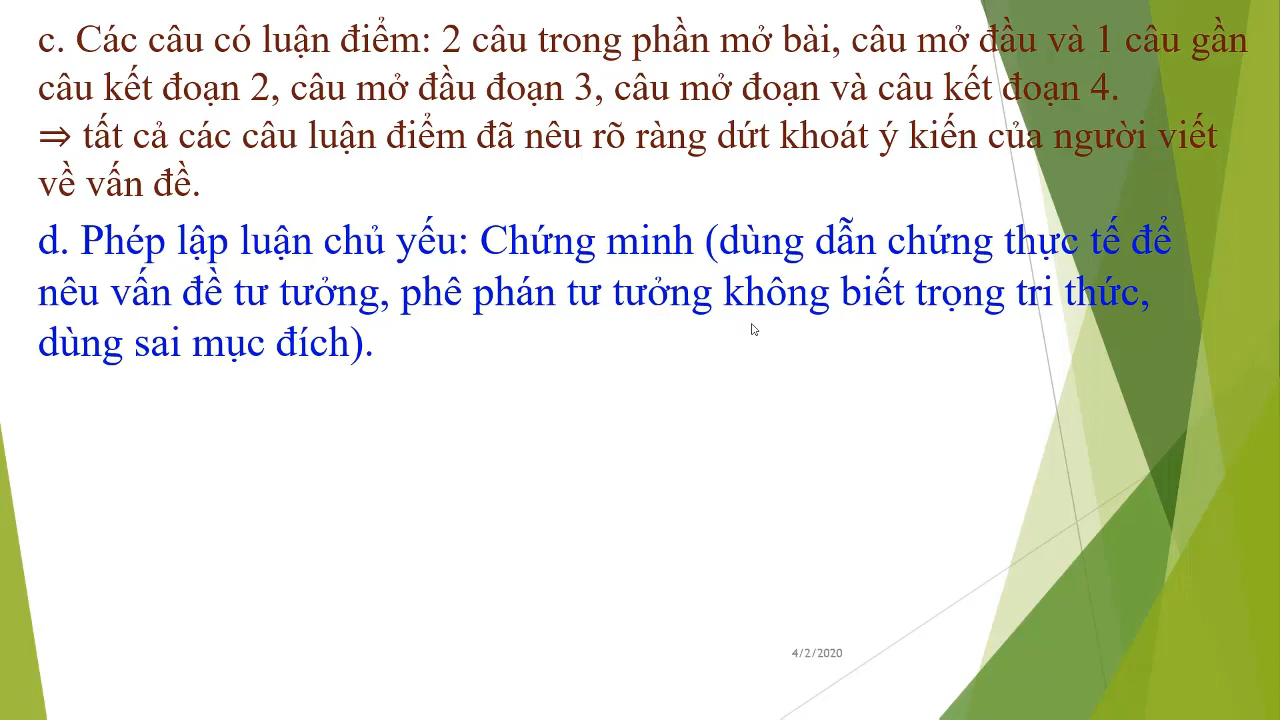 c. Các câu có luận điểm: 2 câu trong phần mở bài, câu mở đầu và 1 câu gần
câu kết đoạn 2, câu mở đầu đoạn 3, câu mở đoạn và câu kết đoạn 4.
⇒ tất cả các câu luận điểm đã nêu rõ ràng dứt khoát ý kiến của người viết
về vấn đề.
d. Phép lập luận chủ yếu: Chứng minh (dùng dẫn chứng thực tế để
nêu vấn đề tư tưởng, phê phán tư tưởng không biết trọng tri thức,
dùng sai mục đích).
4/2/2020